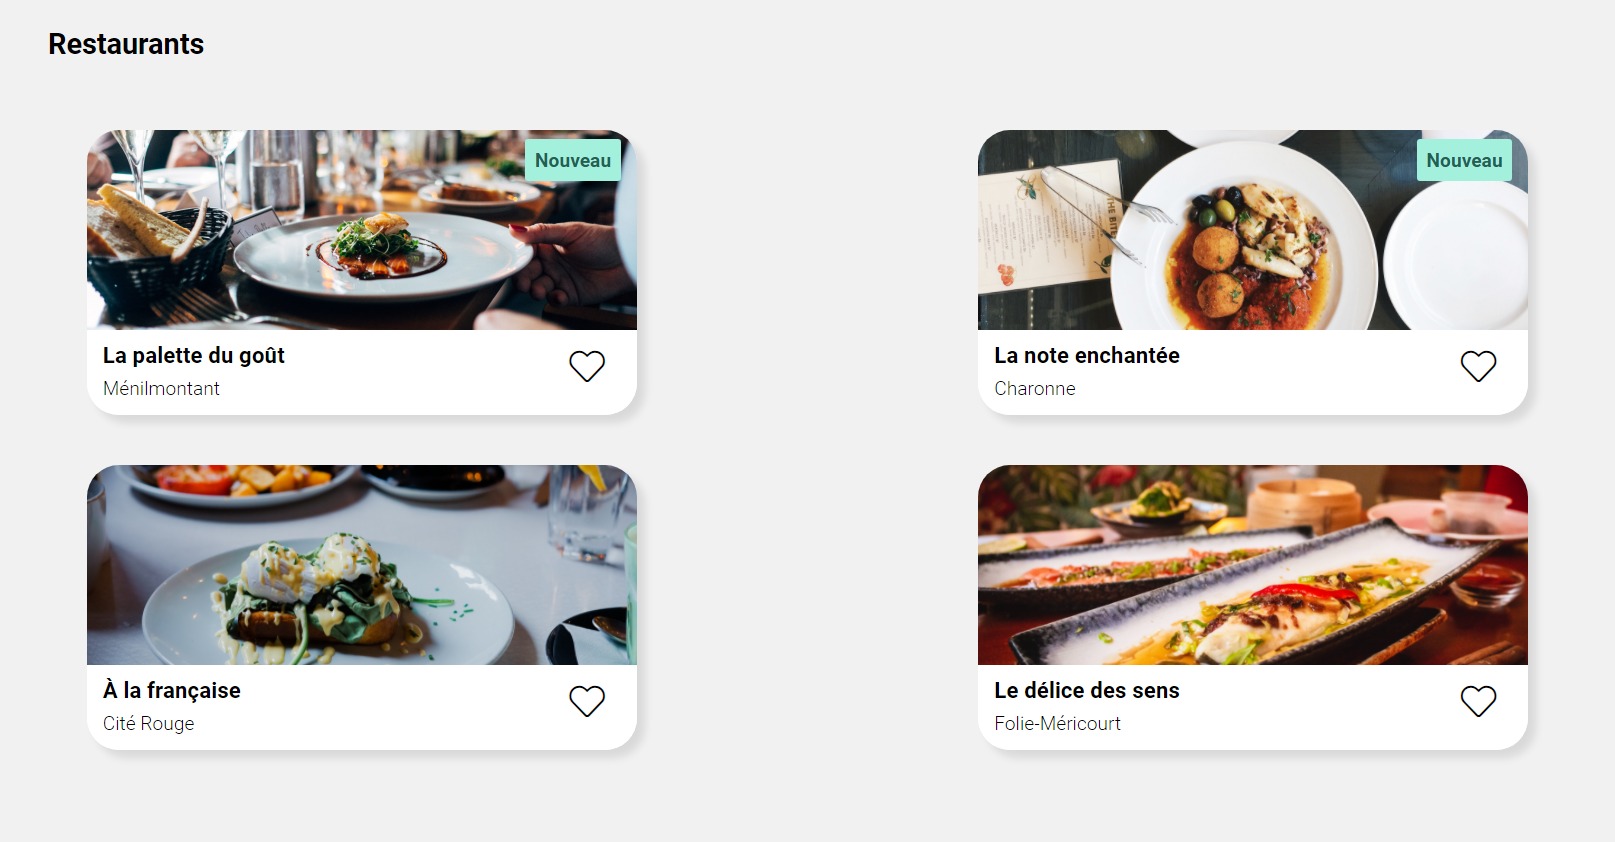 Restaurants
Nouveau
La palette du goût
Ménilmontant
Nouveau
La note enchantée
Charonne
À la française
Cité Rouge
Le délice des sens
Folie-Méricourt